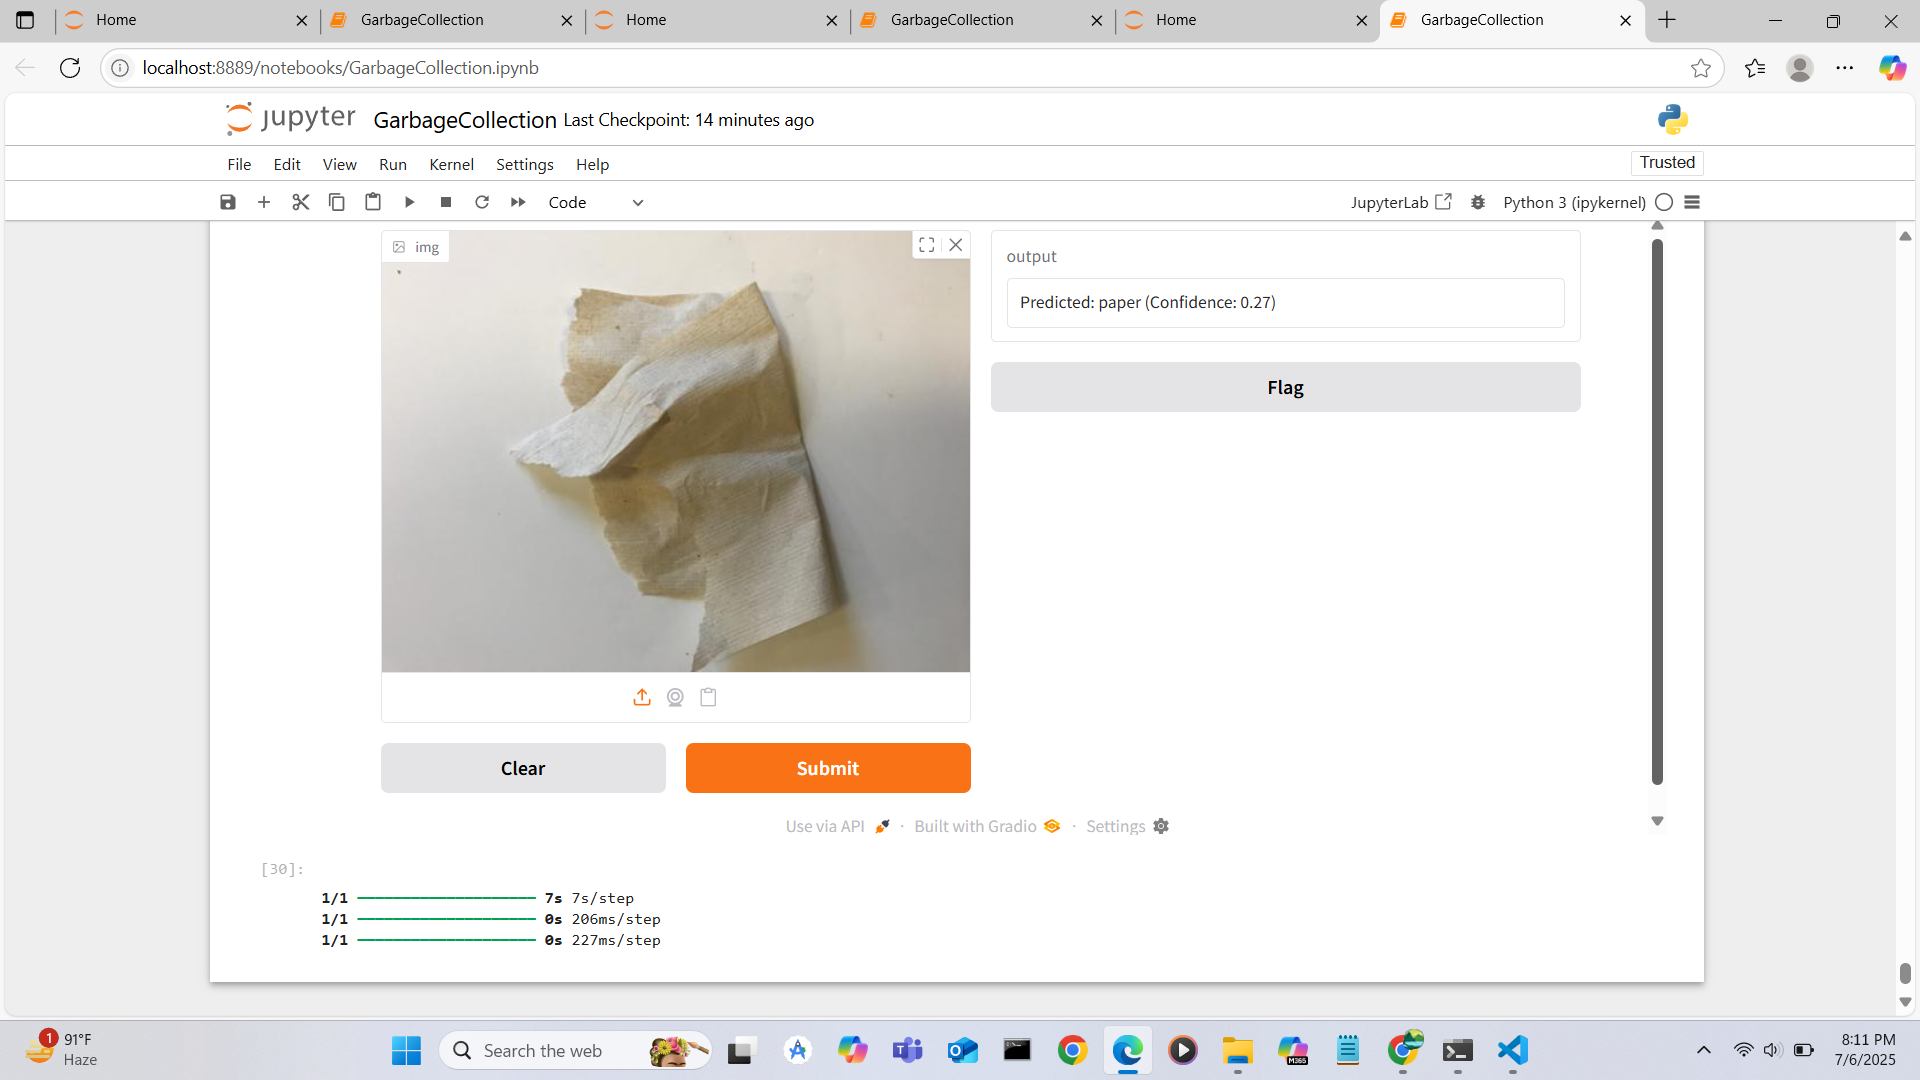 Home
GarbageCollection
Home
GarbageCollection
Home
GarbageCollection
localhost:8889/notebooks/GarbageCollection.ipynb
jupyter GarbageCollection Last Checkpoint: 14 minutes ago
File Edit View Run Kernel Settings Help
Trusted
Code
JupyterLab
Python 3 (ipykernel)
img
output
Predicted: paper (Confidence: 0.27)
Flag
Clear
Submit
Use via API · Built with Gradio · Settings
[30]:
1/1 7s 7s/step
1/1 0s 206ms/step
1/1 0s 227ms/step
1
91°F
Haze
Search the web
M365
8:11 PM
7/6/2025